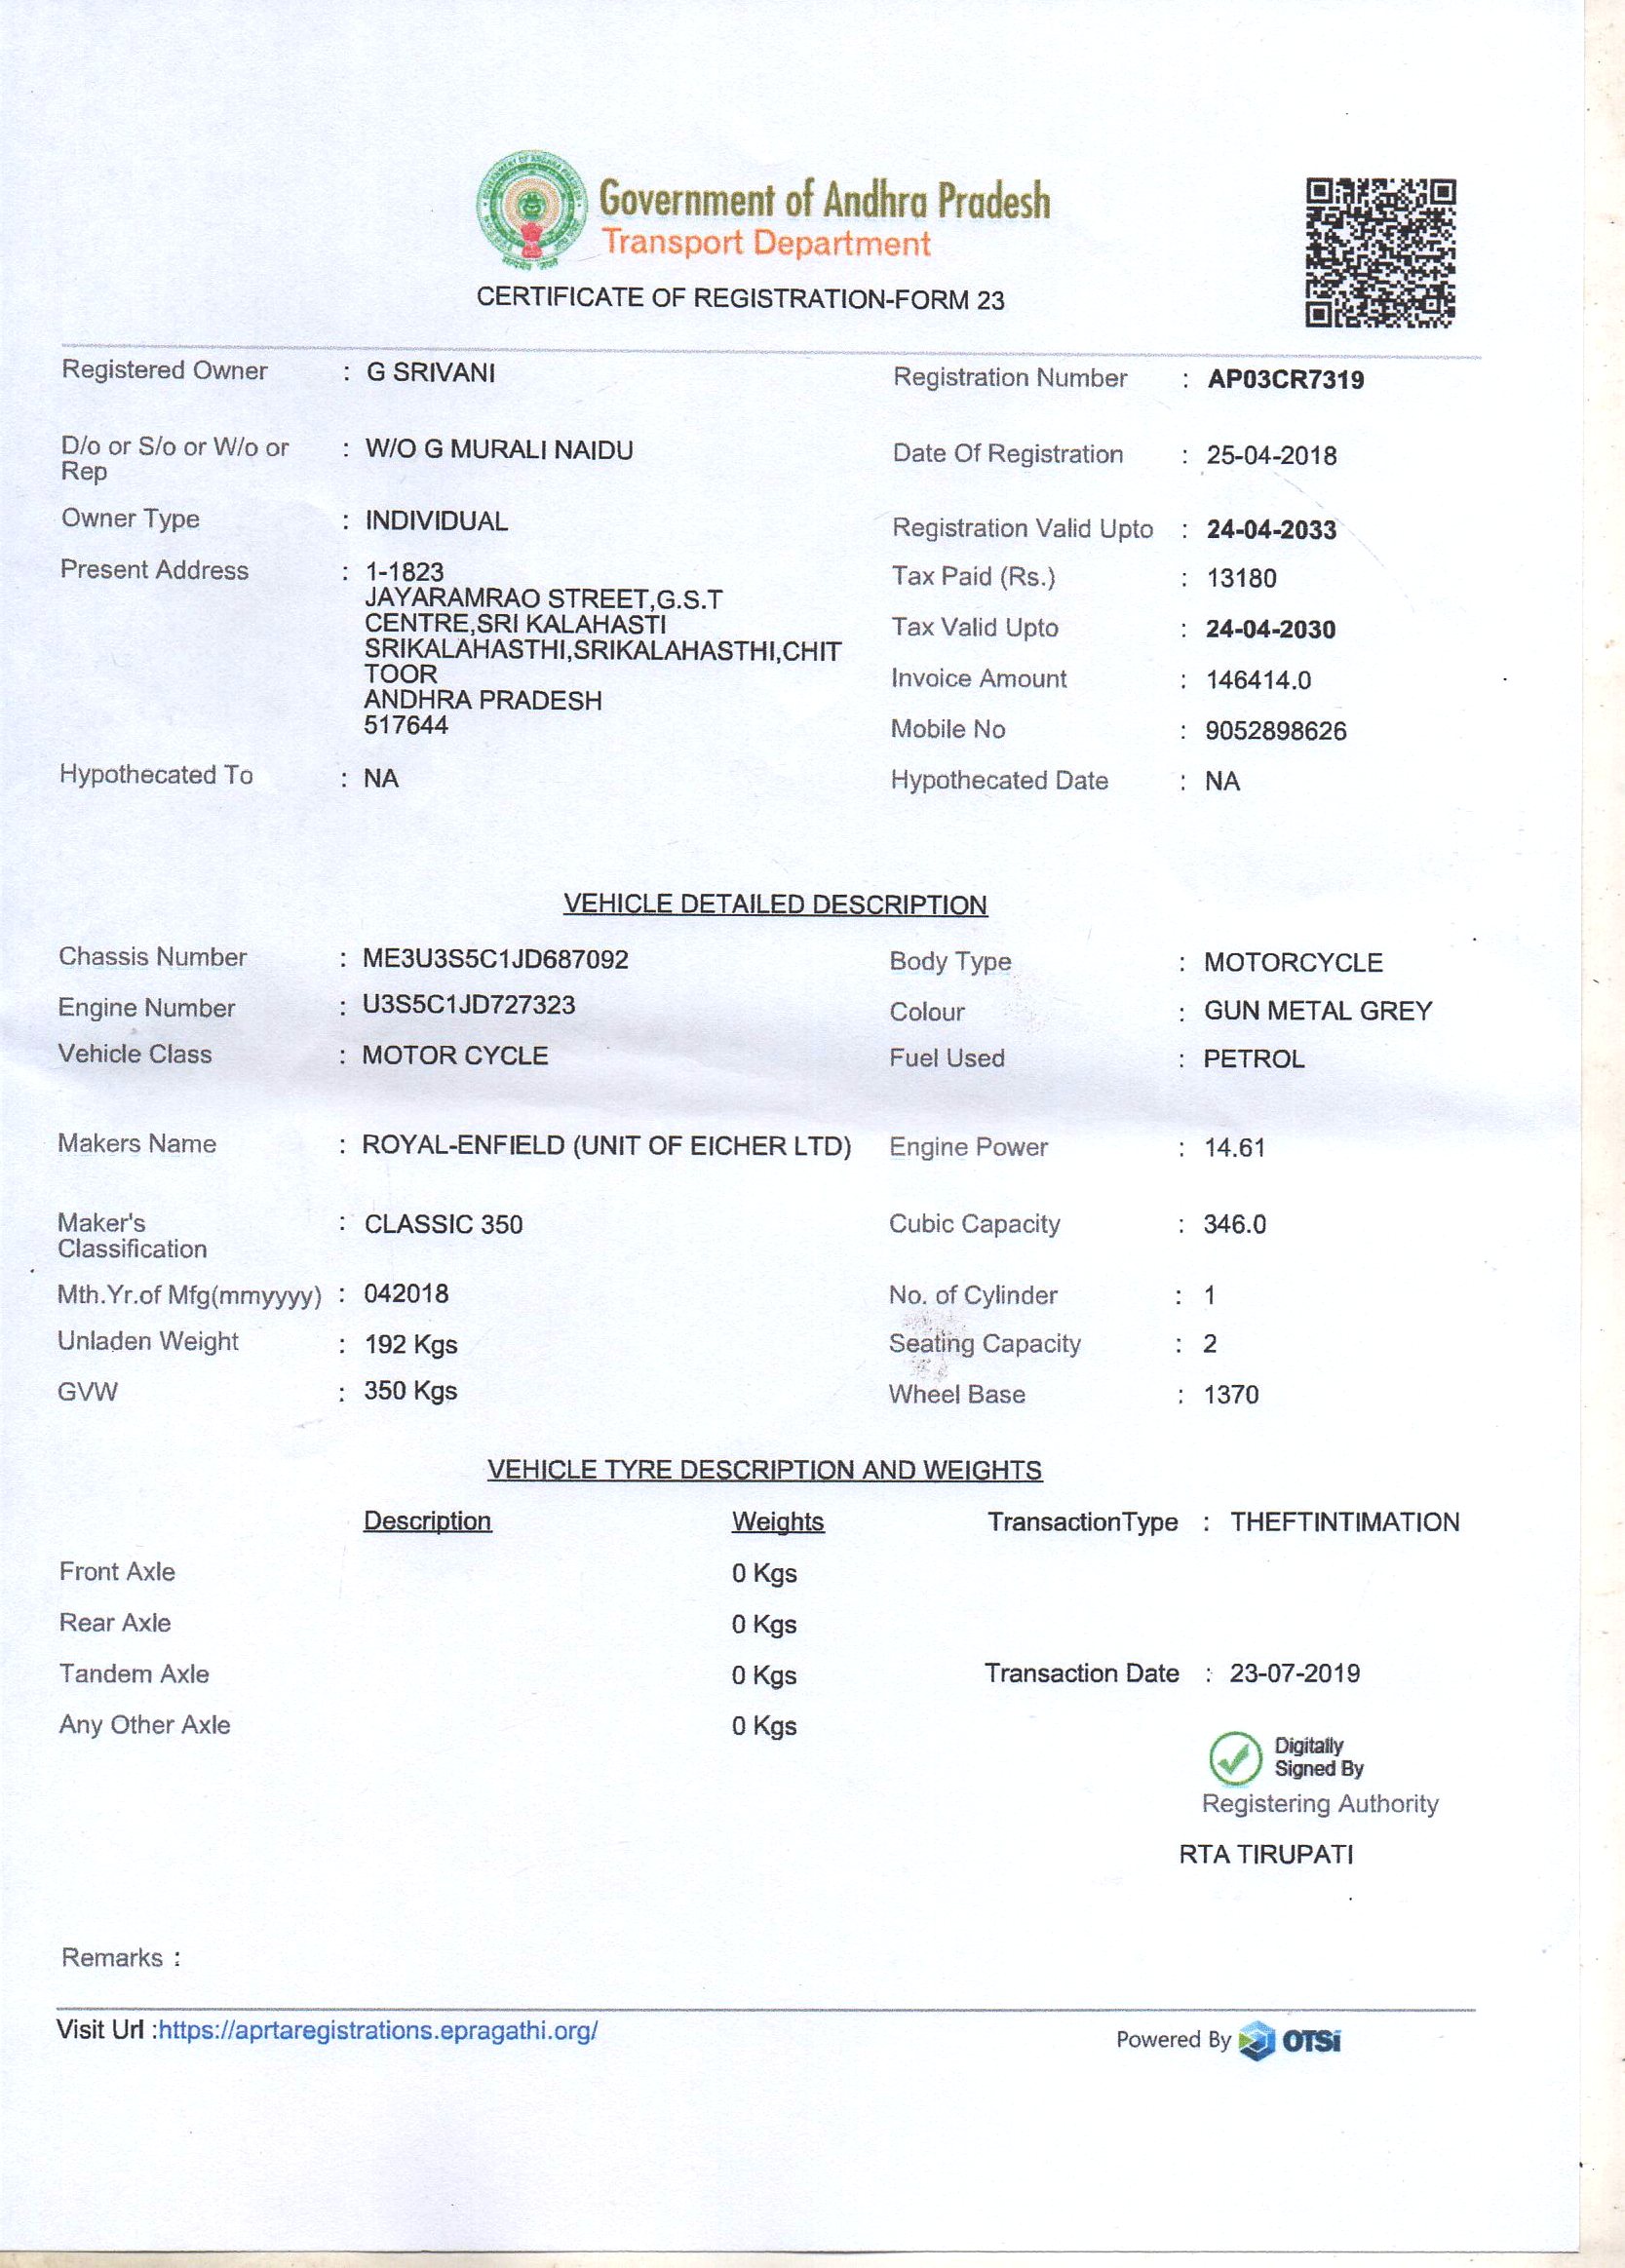 Government of Andhra Pradesh
Transport Department
CERTIFICATE OF REGISTRATION-FORM 23
Registered Owner : G SRIVANI
Registration Number : AP03CR7319
D/o or S/o or W/o or Rep : W/O G MURALI NAIDU
Date Of Registration : 25-04-2018
Owner Type : INDIVIDUAL
Registration Valid Upto : 24-04-2033
Present Address : 1-1823
JAYARAMRAO STREET,G.S.T
CENTRE,SRI KALAHASTI
SRIKALAHASTHI,SRIKALAHASTHI,CHIT
TOOR
ANDHRA PRADESH
517644
Tax Paid (Rs.) : 13180
Tax Valid Upto : 24-04-2030
Invoice Amount : 146414.0
Mobile No : 9052898626
Hypothecated To : NA
Hypothecated Date : NA
VEHICLE DETAILED DESCRIPTION
Chassis Number : ME3U3S5C1JD687092
Body Type : MOTORCYCLE
Engine Number : U3S5C1JD727323
Colour : GUN METAL GREY
Vehicle Class : MOTOR CYCLE
Fuel Used : PETROL
Makers Name : ROYAL-ENFIELD (UNIT OF EICHER LTD)
Engine Power : 14.61
Maker's Classification : CLASSIC 350
Cubic Capacity : 346.0
Mth.Yr.of Mfg(mmyyyy) : 042018
No. of Cylinder : 1
Unladen Weight : 192 Kgs
Seating Capacity : 2
GVW : 350 Kgs
Wheel Base : 1370
VEHICLE TYRE DESCRIPTION AND WEIGHTS
Description Weights TransactionType : THEFTINTIMATION
Front Axle 0 Kgs
Rear Axle 0 Kgs
Tandem Axle 0 Kgs Transaction Date : 23-07-2019
Any Other Axle 0 Kgs
Digitally
Signed By
Registering Authority
RTA TIRUPATI
Remarks :
Visit Url :https://aprtaregistrations.epragathi.org/
Powered By OTSi